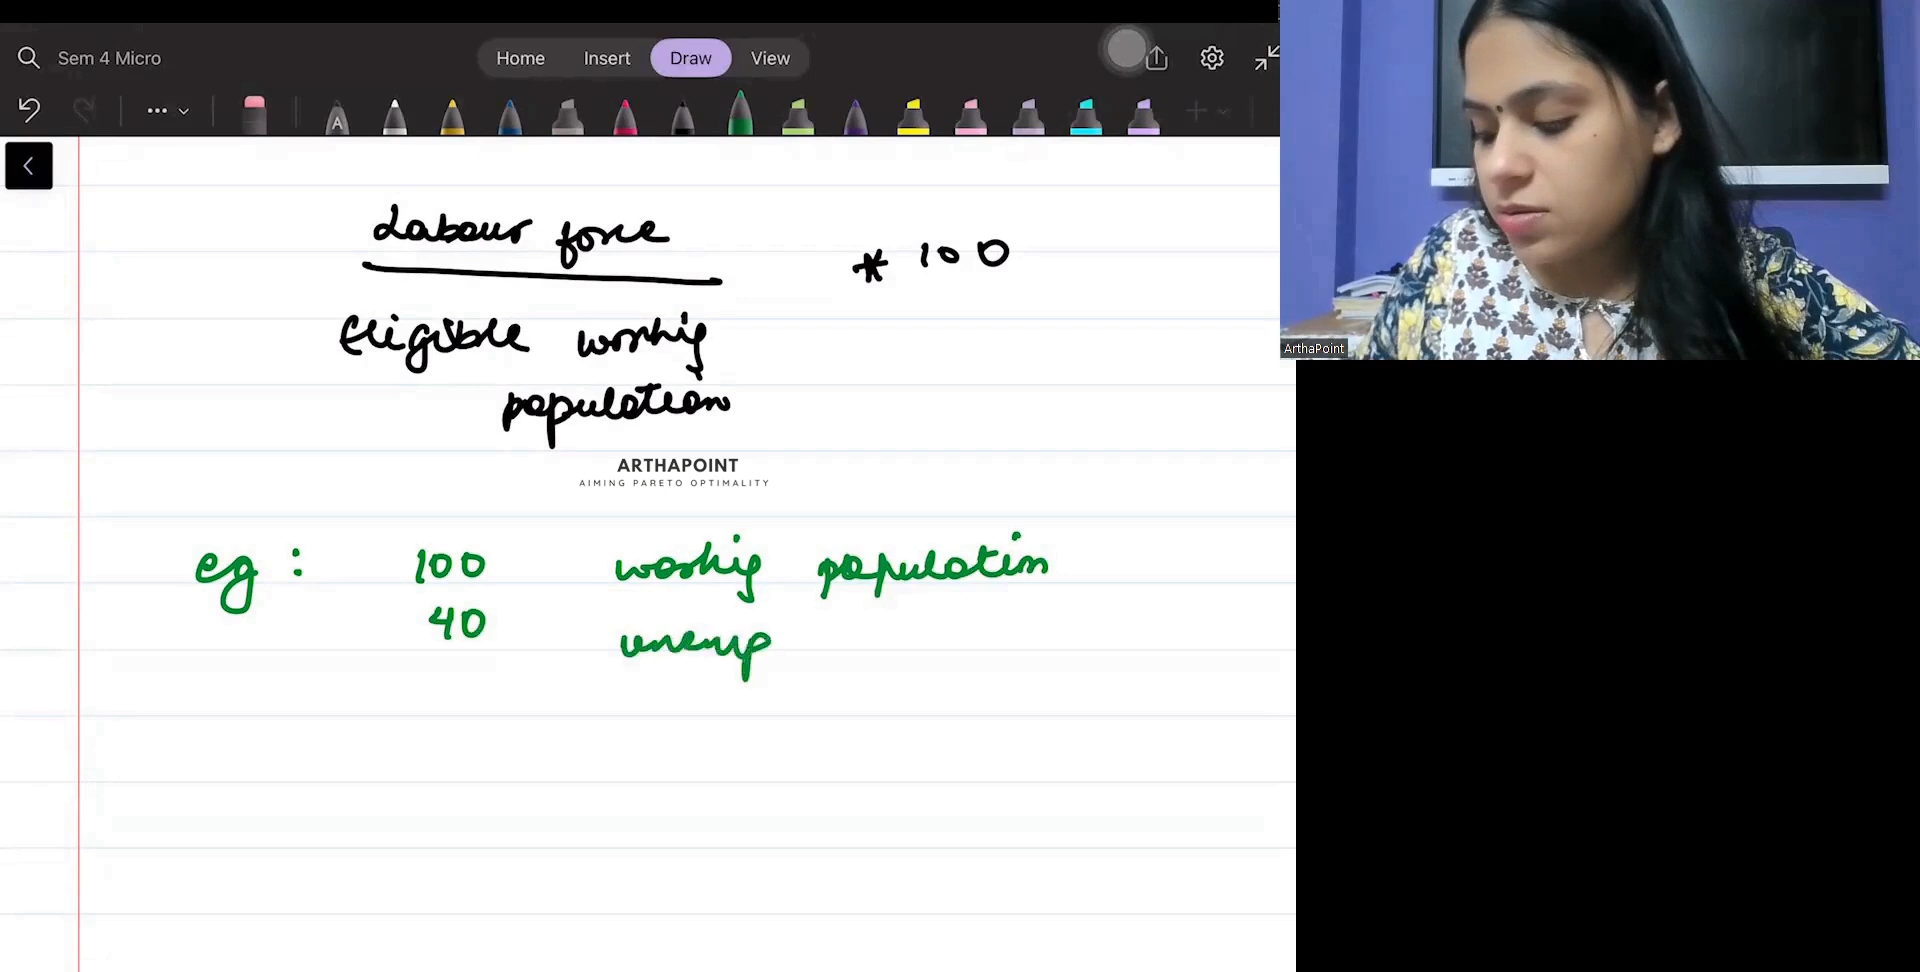 Sem 4 Micro
Home Insert Draw View
A
ArthaPoint
Labour force * 100
Eligible working
population
ARTHAPOINT
AIMING PARETO OPTIMALITY
eg : 100 working population
40 unemp